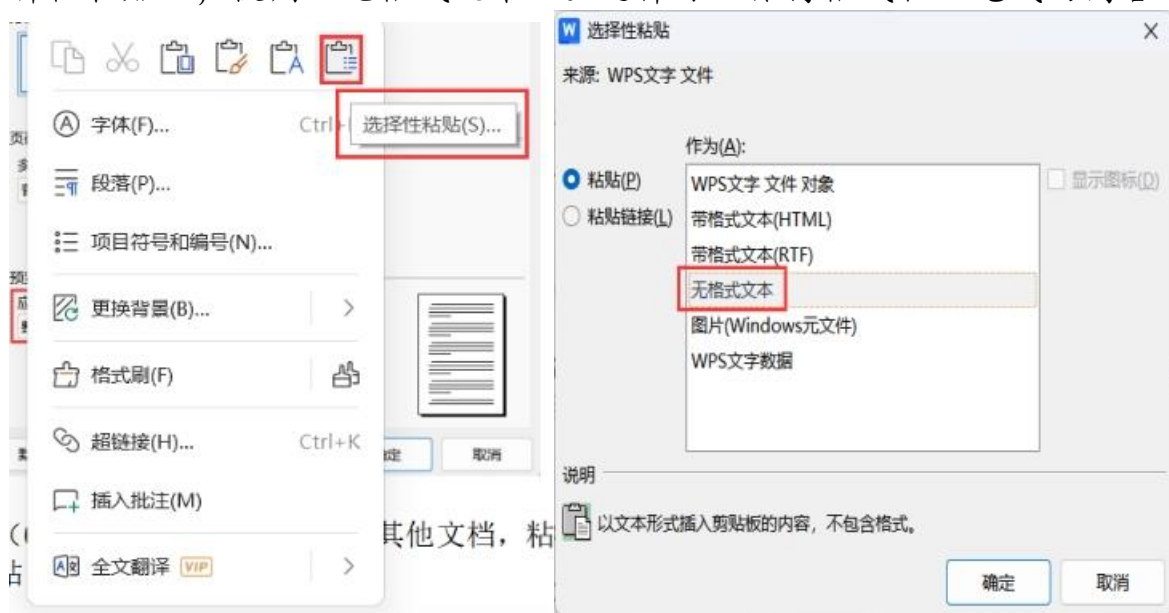 选择性粘贴(S)...
字体(F)...
Ctrl+
段落(P)...
项目符号和编号(N)...
更换背景(B)...
格式刷(F)
超链接(H)... Ctrl+K
取消
插入批注(M)
其他文档，粘
全文翻译 VIP
选择性粘贴
来源: WPS文字 文件
作为(A):
粘贴(P)
粘贴链接(L)
WPS文字 文件 对象
带格式文本(HTML)
带格式文本(RTF)
无格式文本
图片(Windows元文件)
WPS文字数据
显示图标(D)
说明
以文本形式插入剪贴板的内容，不包含格式。
确定 取消